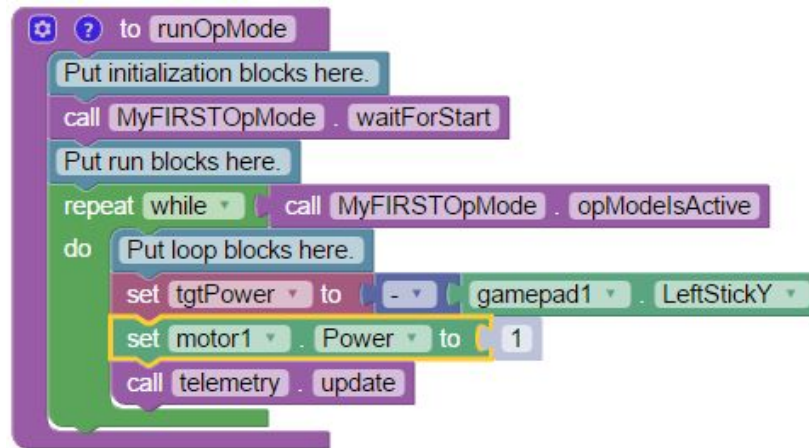 ? to runOpMode
Put initialization blocks here.
call MyFIRSTOpMode . waitForStart
Put run blocks here.
repeat while call MyFIRSTOpMode . opModeIsActive
do Put loop blocks here.
set tgtPower to - gamepad1 . LeftStickY
set motor1 . Power to 1
call telemetry . update